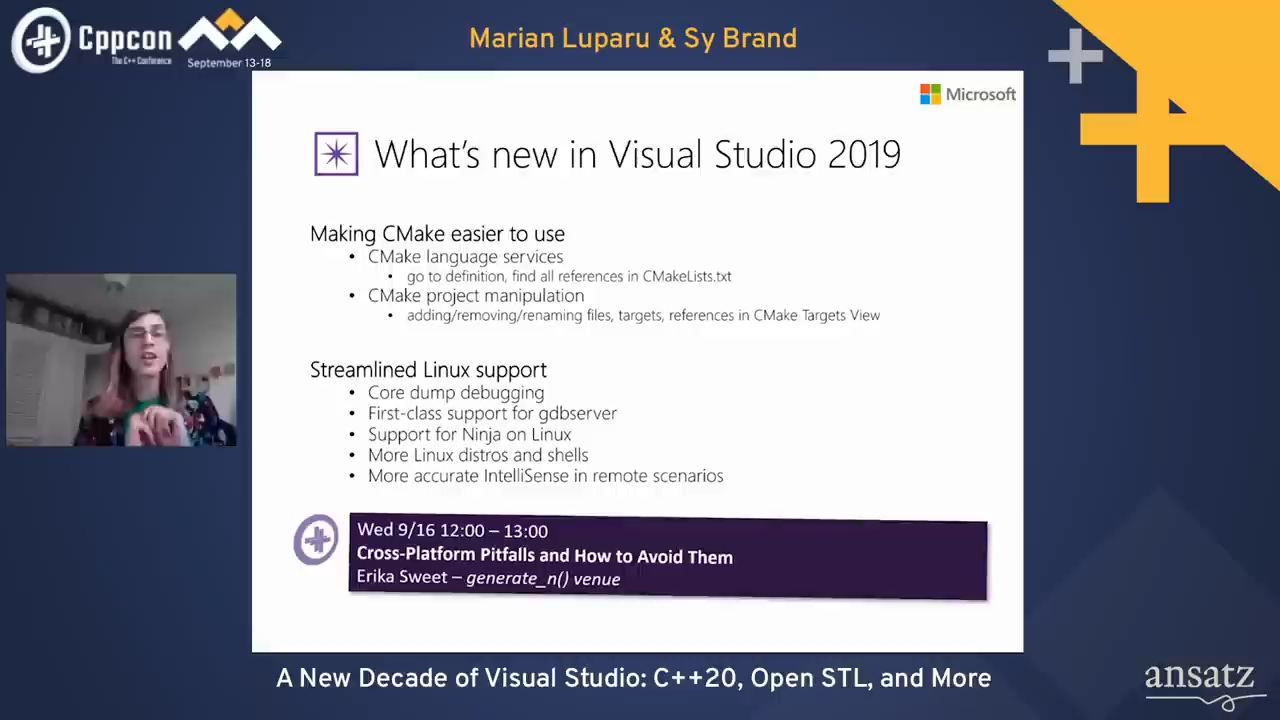 Cppcon
The C++ Conference
September 13-18
Marian Luparu & Sy Brand
Microsoft
What's new in Visual Studio 2019
Making CMake easier to use
• CMake language services
• go to definition, find all references in CMakeLists.txt
• CMake project manipulation
• adding/removing/renaming files, targets, references in CMake Targets View
Streamlined Linux support
• Core dump debugging
• First-class support for gdbserver
• Support for Ninja on Linux
• More Linux distros and shells
• More accurate IntelliSense in remote scenarios
Wed 9/16 12:00 – 13:00
Cross-Platform Pitfalls and How to Avoid Them
Erika Sweet – generate_n() venue
A New Decade of Visual Studio: C++20, Open STL, and More
ansatz